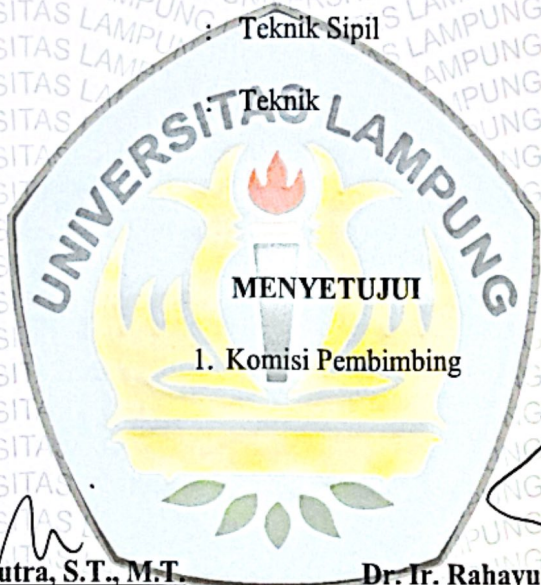 : Teknik Sipil
: Teknik
UNIVERSITAS LAMPUNG
MENYETUJUI
1. Komisi Pembimbing
utra, S.T., M.T.
Dr. Ir. Rahayu